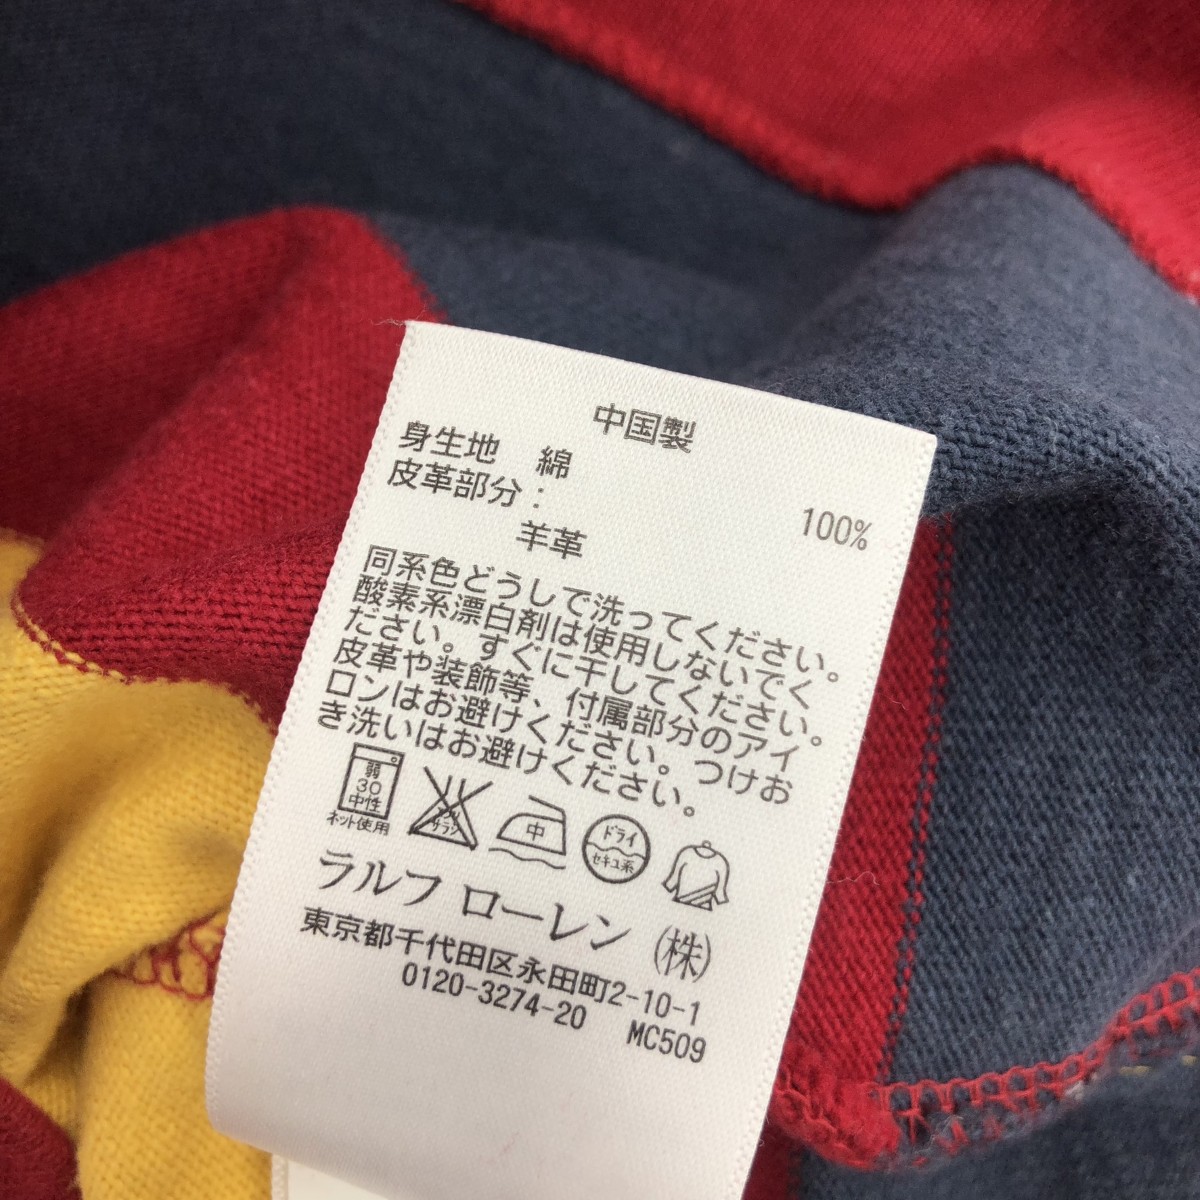 中国製
身生地 綿 100%
皮革部分：
羊革
同系色どうしで洗ってください。
酸素系漂白剤は使用しないでく
ださい。すぐに干してください。
皮革や装飾等、付属部分のアイ
ロンはお避けください。つけお
き洗いはお避けください。
弱
30
中性
ネット使用
エンソ
サラシ
中
ドライ
セキユ系
ラルフ ローレン (株)
東京都千代田区永田町2-10-1
0120-3274-20 MC509